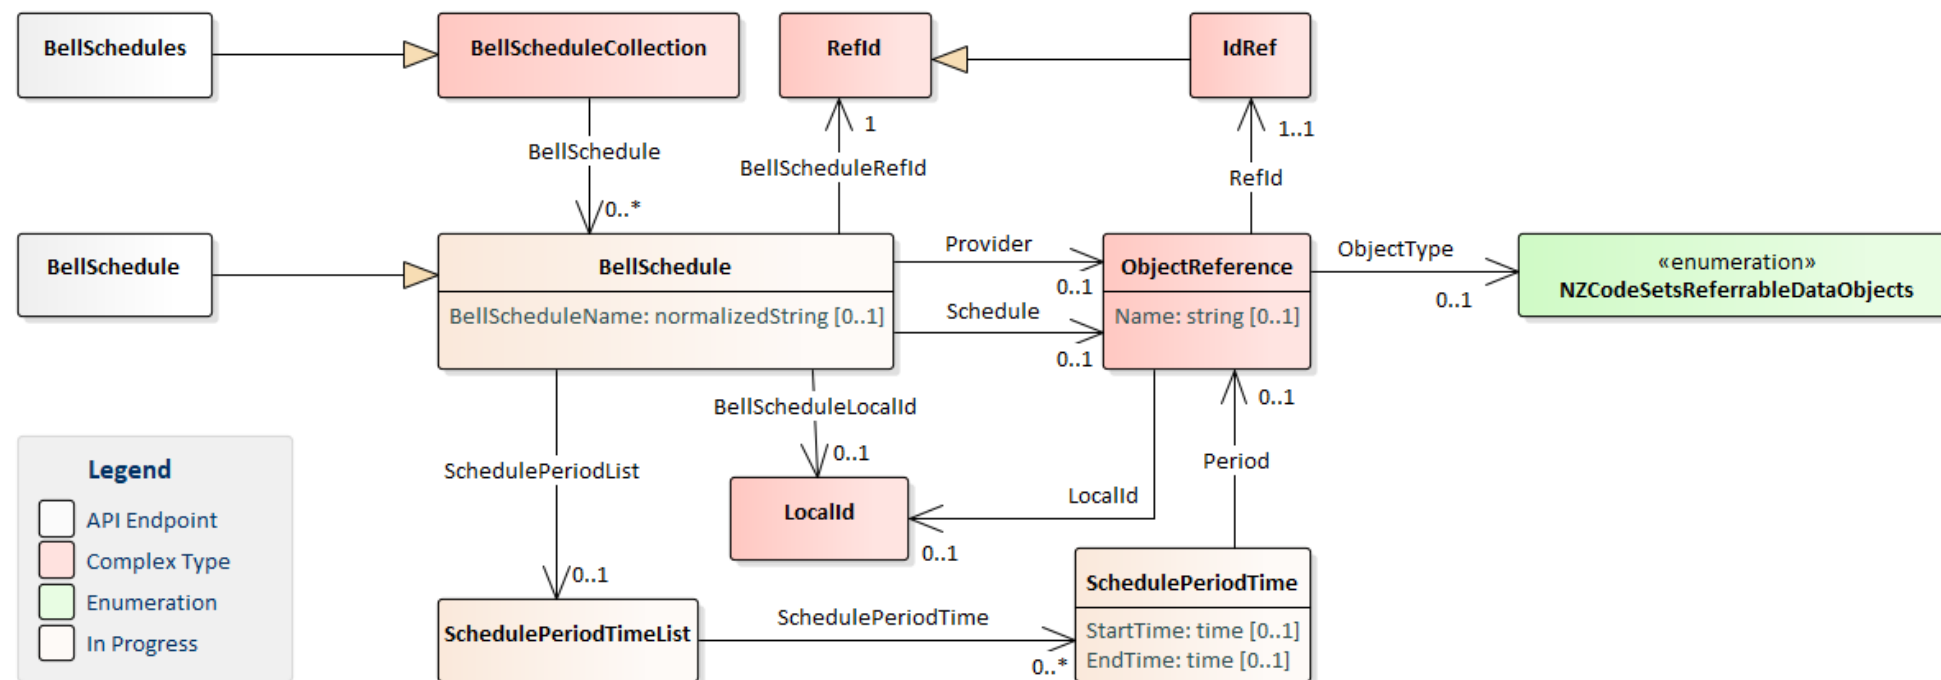 BellSchedules
BellScheduleCollection
RefId
IdRef
1
1..1
BellSchedule
BellScheduleRefId
RefId
0..*
BellSchedule
BellSchedule
BellScheduleName: normalizedString [0..1]
Provider
0..1
Schedule
0..1
ObjectReference
Name: string [0..1]
ObjectType
0..1
«enumeration»
NZCodeSetsReferrableDataObjects
BellScheduleLocalId
0..1
0..1
SchedulePeriodList
Period
LocalId
LocalId
0..1
0..1
SchedulePeriodTimeList
SchedulePeriodTime
0..*
SchedulePeriodTime
StartTime: time [0..1]
EndTime: time [0..1]
Legend
API Endpoint
Complex Type
Enumeration
In Progress